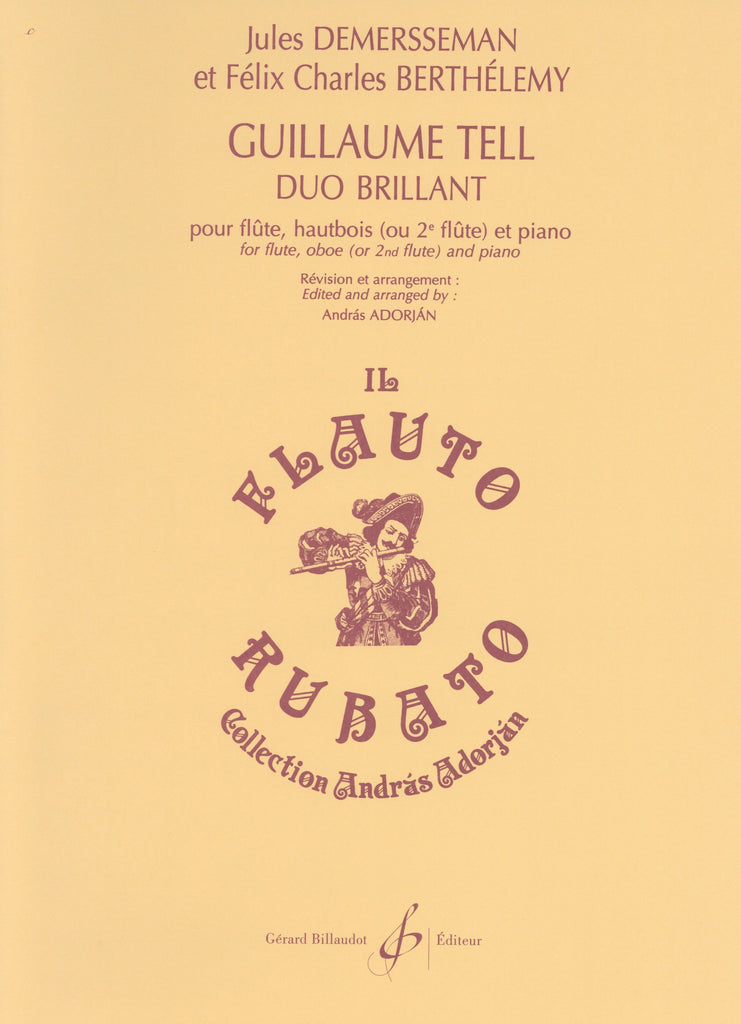 Jules DEMERSSEMAN
et Félix Charles BERTHÉLEMY
GUILLAUME TELL
DUO BRILLANT
pour flûte, hautbois (ou 2e flûte) et piano
for flute, oboe (or 2nd flute) and piano
Révision et arrangement :
Edited and arranged by :
András ADORJÁN
IL
FLAUTO
RUBATO
Collection András Adorján
Gérard Billaudot Éditeur